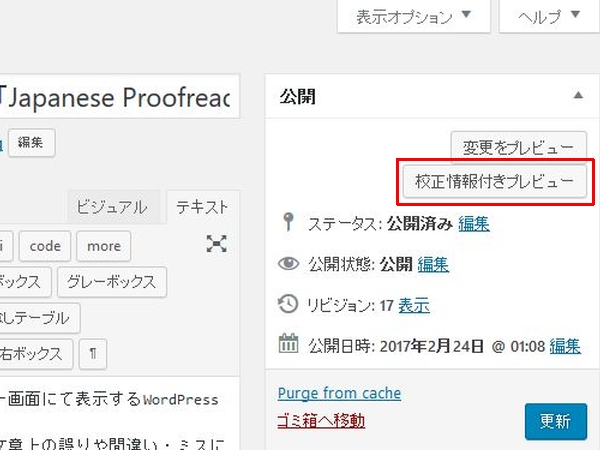 表示オプション ▼
ヘルプ ▼
Japanese Proofread
編集
公開 ▲
変更をプレビュー
校正情報付きプレビュー
ステータス: 公開済み 編集
公開状態: 公開 編集
リビジョン: 17 表示
公開日時: 2017年2月24日 @ 01:08 編集
Purge from cache
ゴミ箱へ移動
更新
ビジュアル
テキスト
code
more
ボックス
グレーボックス
しテーブル
右ボックス
¶
ー画面にて表示するWordPress
文章上の誤りや間違い・ミスに